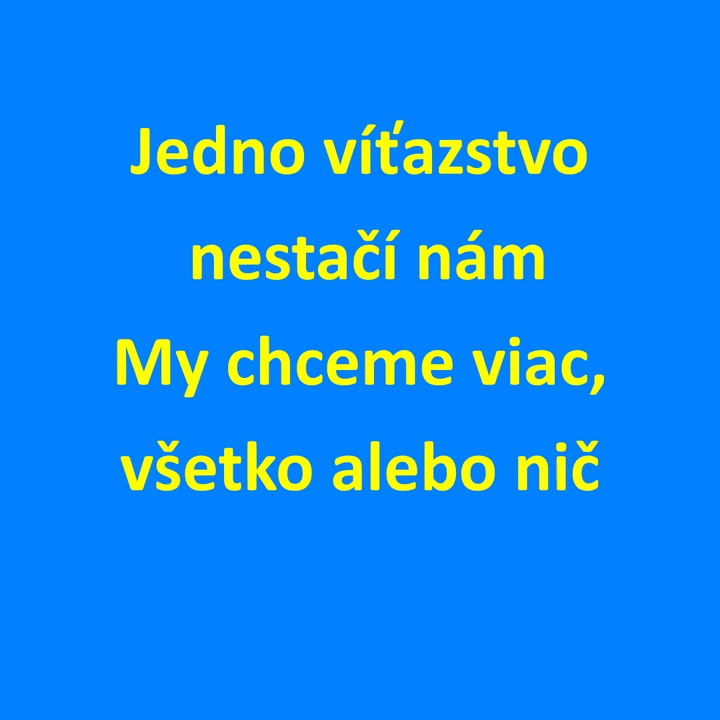 Jedno víťazstvo
nestačí nám
My chceme viac,
všetko alebo nič